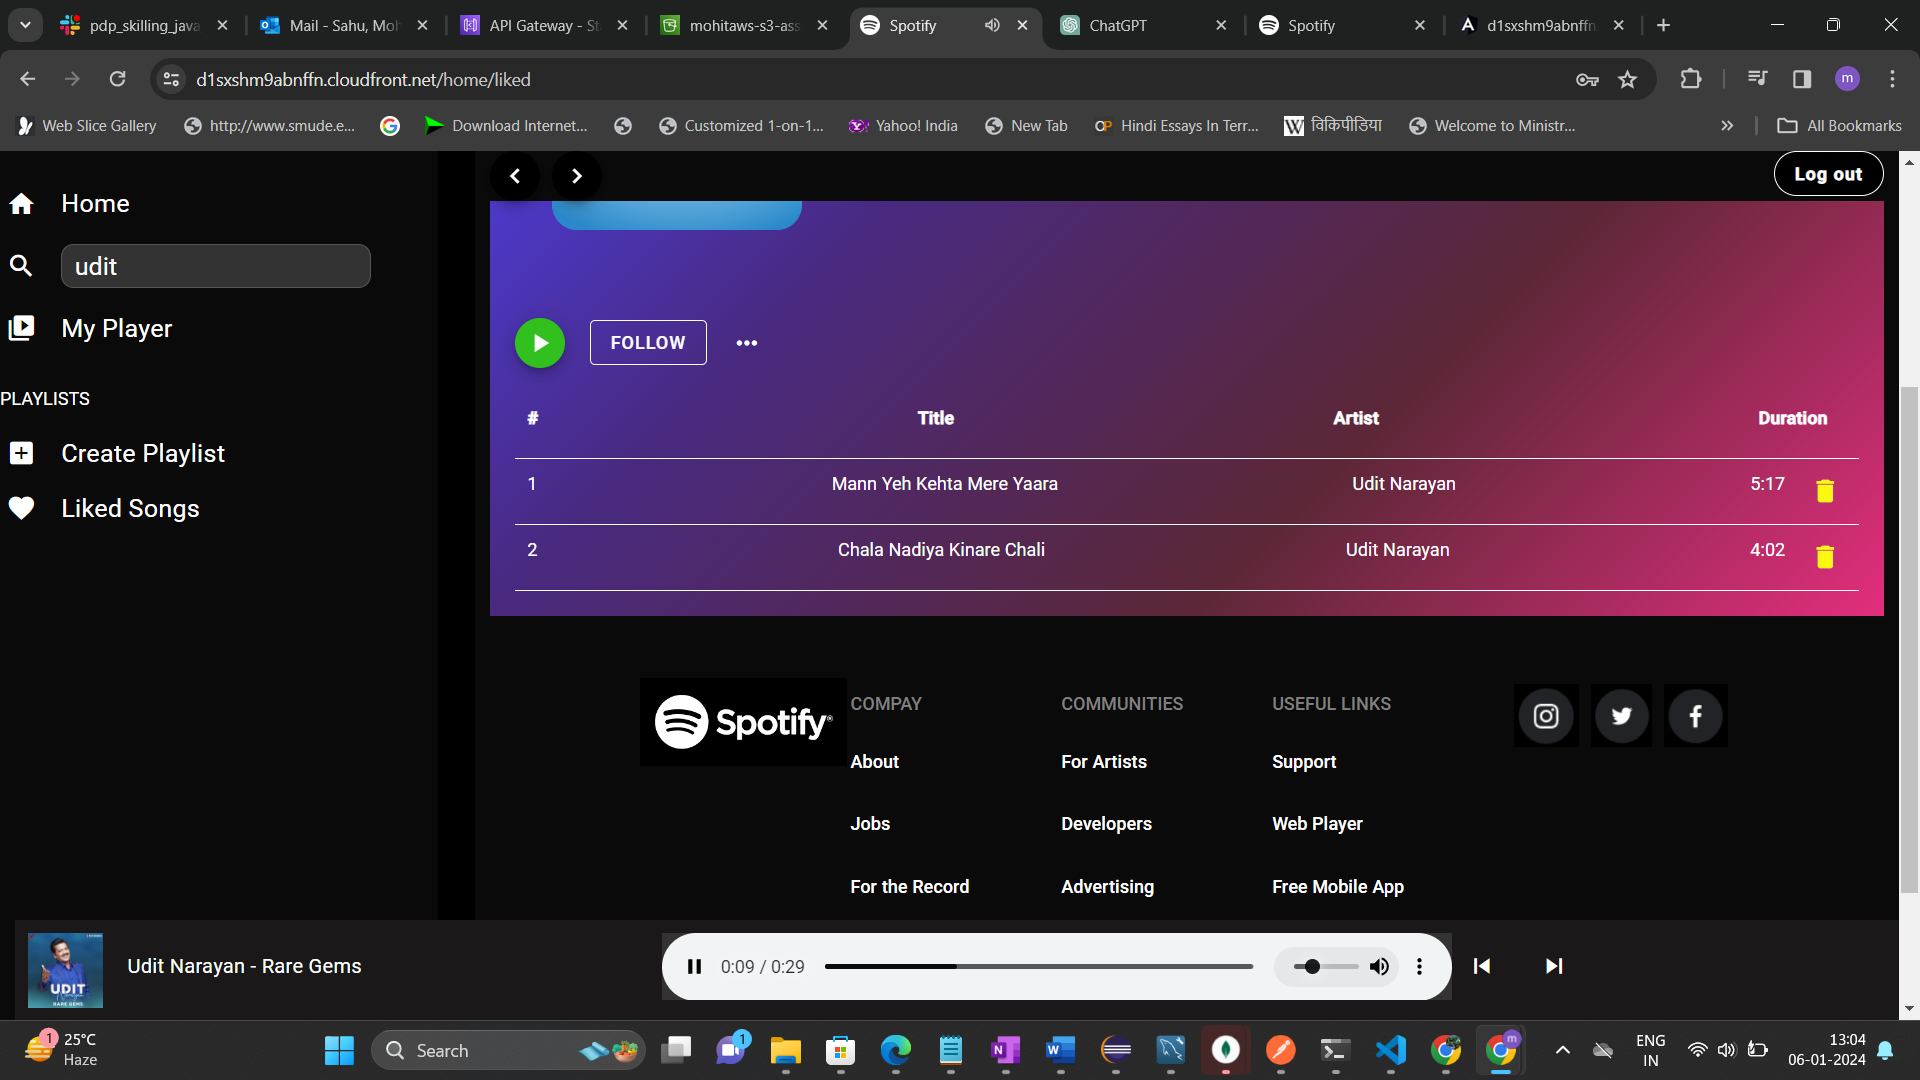 pdp_skilling_java
Mail - Sahu, Moh
API Gateway - St
mohitaws-s3-ass
Spotify
ChatGPT
Spotify
d1sxshm9abnffn
d1sxshm9abnffn.cloudfront.net/home/liked
m
Web Slice Gallery
http://www.smude.e...
Download Internet...
Customized 1-on-1...
Yahoo! India
New Tab
OP Hindi Essays In Terr...
W विकिपीडिया
Welcome to Ministr...
All Bookmarks
Log out
Home
udit
My Player
PLAYLISTS
Create Playlist
Liked Songs
FOLLOW
# Title Artist Duration
1 Mann Yeh Kehta Mere Yaara Udit Narayan 5:17
2 Chala Nadiya Kinare Chali Udit Narayan 4:02
Spotify®
COMPAY COMMUNITIES USEFUL LINKS
About For Artists Support
Jobs Developers Web Player
For the Record Advertising Free Mobile App
UDIT
RARE GEMS
Udit Narayan - Rare Gems
0:09 / 0:29
1
25°C
Haze
Search
1
N
W
m
ENG
IN
13:04
06-01-2024